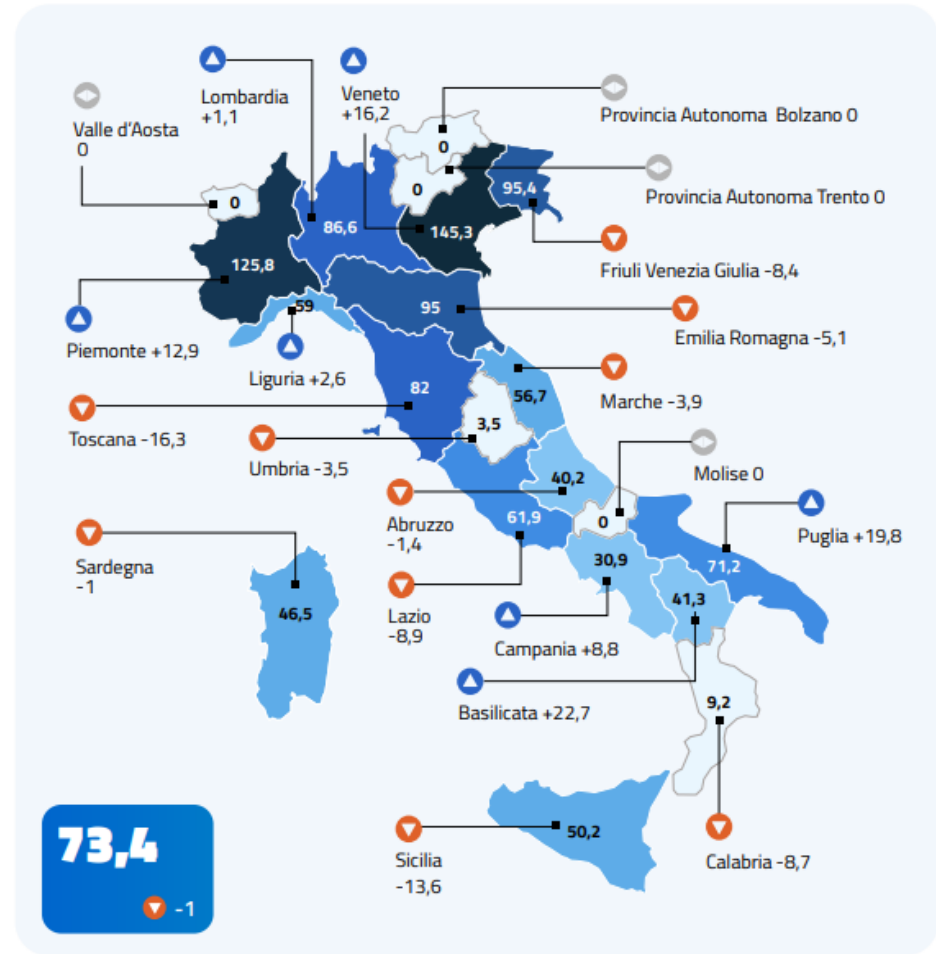 Lombardia
+1,1
Veneto
+16,2
Valle d'Aosta
0
Provincia Autonoma Bolzano 0
Provincia Autonoma Trento 0
0
0
0
95,4
86,6
145,3
125,8
Friuli Venezia Giulia -8,4
59
95
Piemonte +12,9
Emilia Romagna -5,1
Liguria +2,6
82
56,7
Marche -3,9
3,5
Toscana -16,3
Umbria -3,5
Molise 0
40,2
Abruzzo
-1,4
61,9
0
Puglia +19,8
Sardegna
-1
30,9
71,2
46,5
41,3
Lazio
-8,9
Campania +8,8
Basilicata +22,7
9,2
73,4
-1
50,2
Sicilia
-13,6
Calabria -8,7